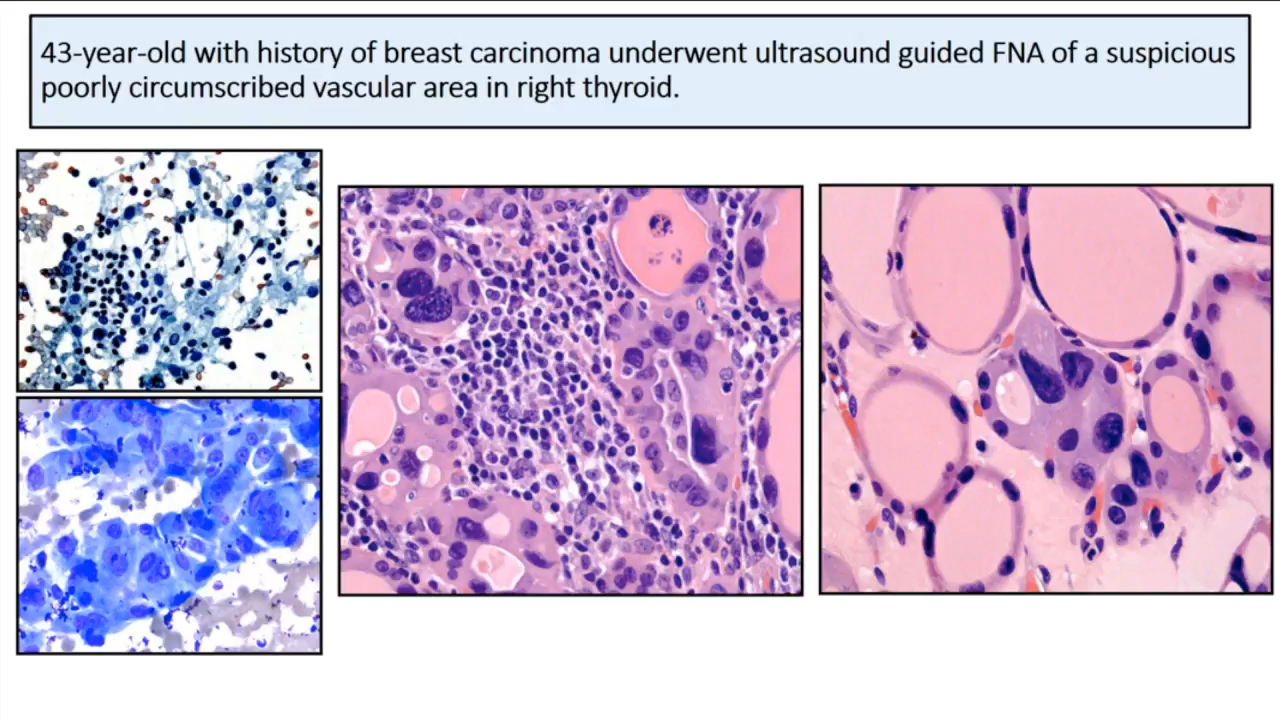 43-year-old with history of breast carcinoma underwent ultrasound guided FNA of a suspicious
poorly circumscribed vascular area in right thyroid.